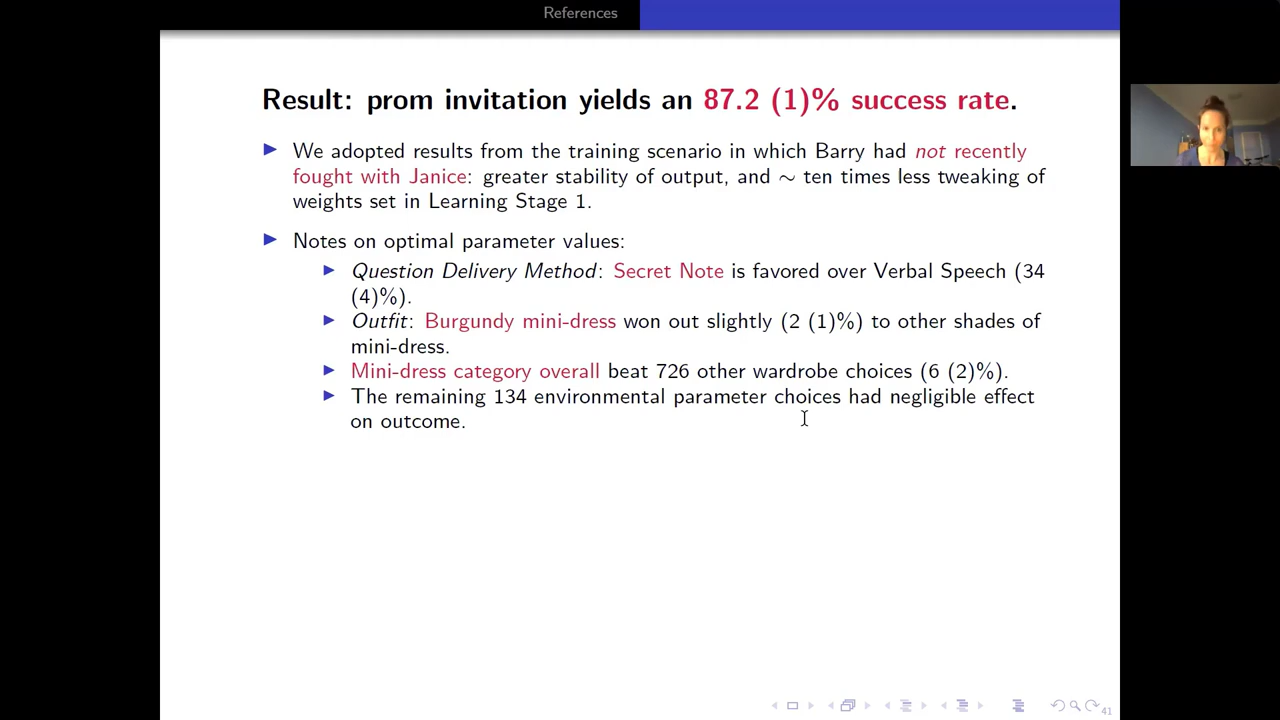 References
Result: prom invitation yields an 87.2 (1)% success rate.
We adopted results from the training scenario in which Barry had not recently
fought with Janice: greater stability of output, and ∼ ten times less tweaking of
weights set in Learning Stage 1.
Notes on optimal parameter values:
Question Delivery Method: Secret Note is favored over Verbal Speech (34
(4)%).
Outfit: Burgundy mini-dress won out slightly (2 (1)%) to other shades of
mini-dress.
Mini-dress category overall beat 726 other wardrobe choices (6 (2)%).
The remaining 134 environmental parameter choices had negligible effect
on outcome.
41